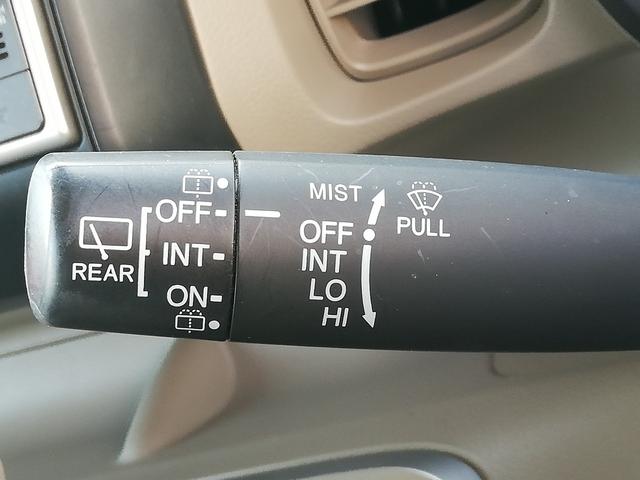 REAR
OFF
INT
ON
MIST
OFF
INT
LO
HI
PULL